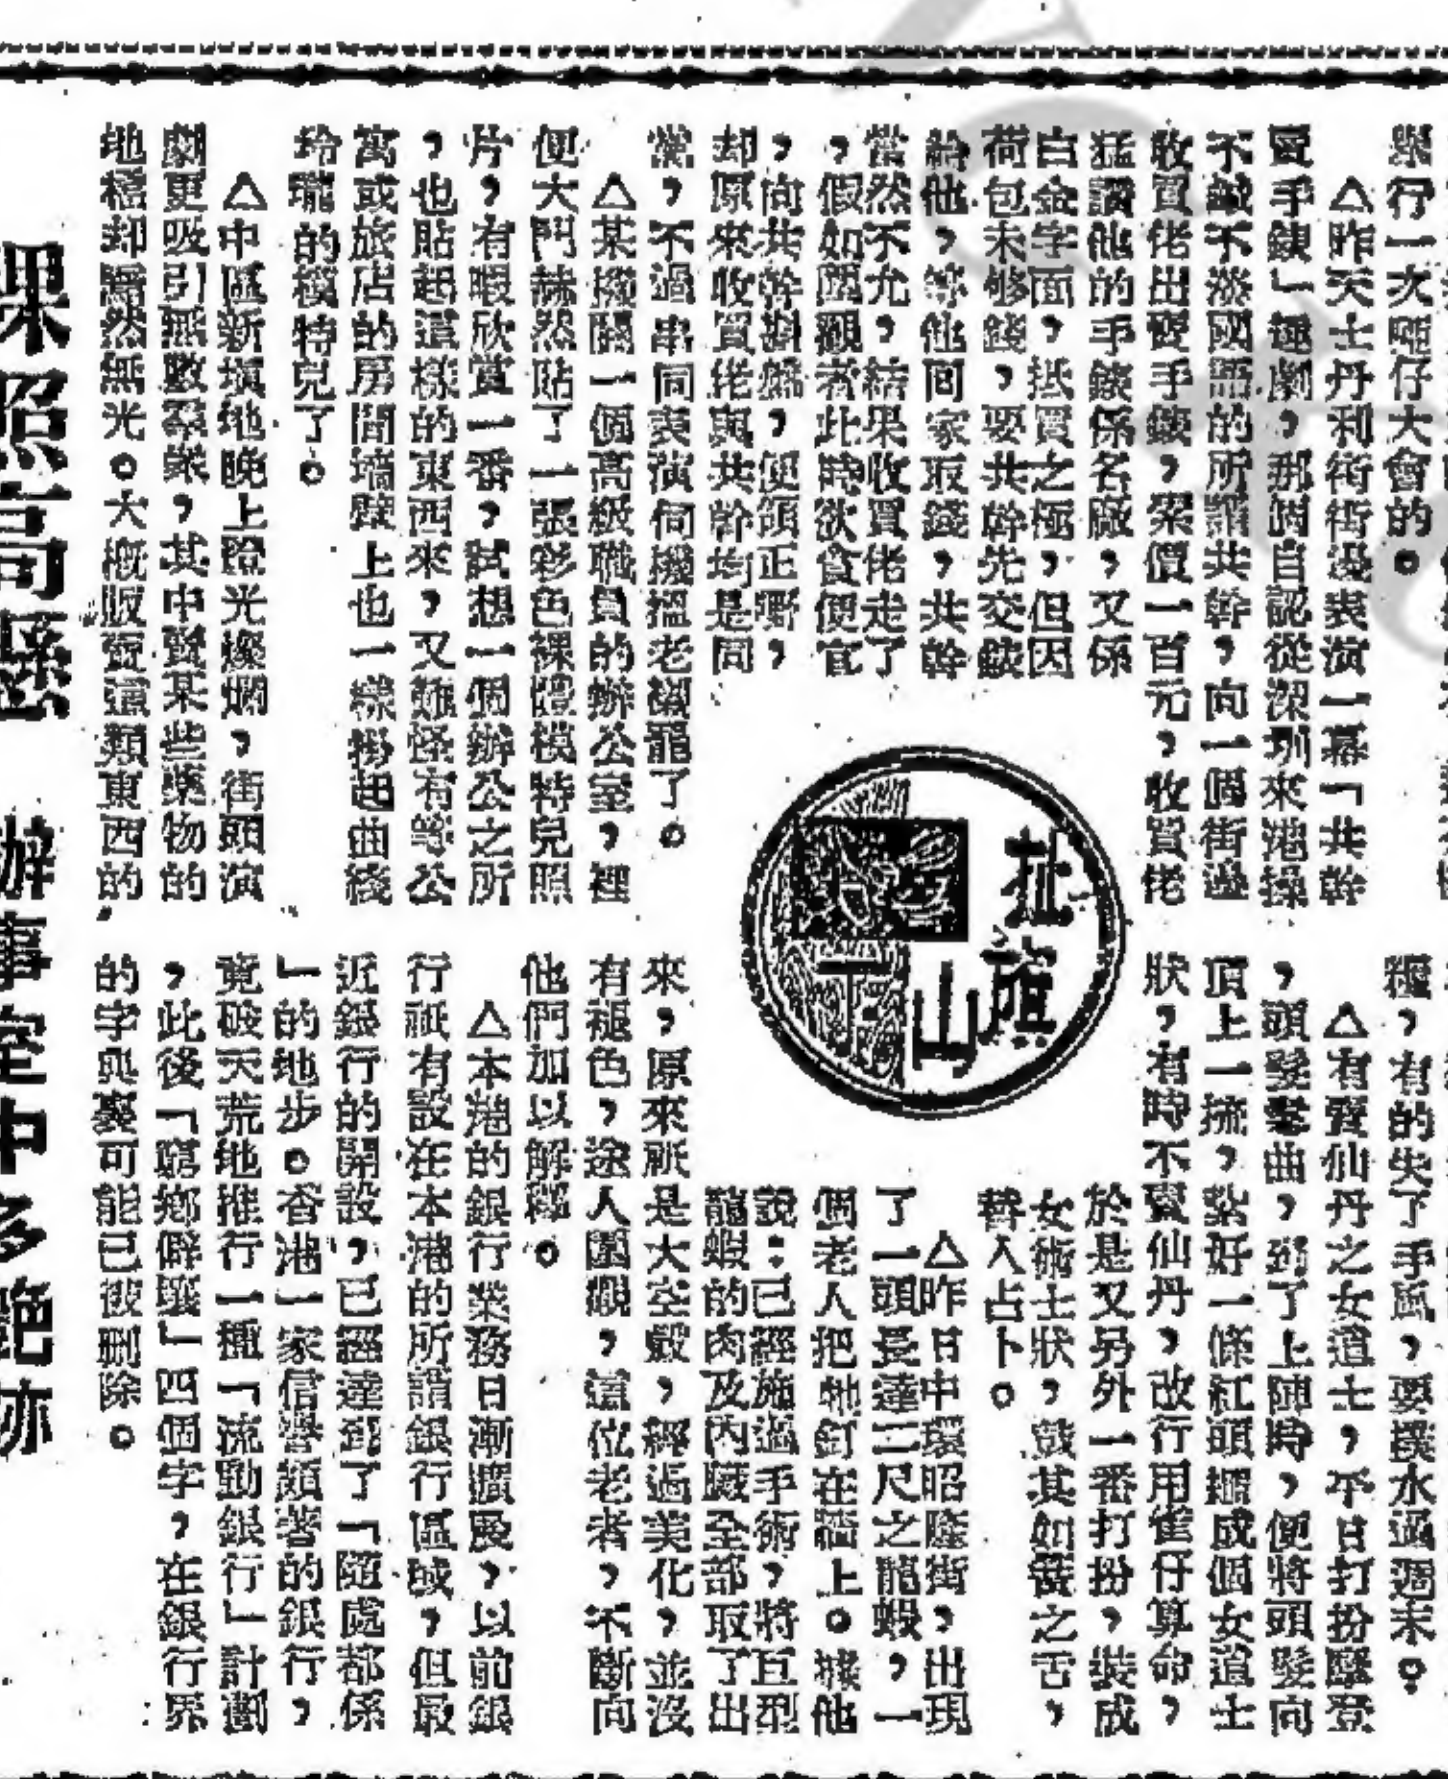 舉行一次啞仔大會的。
△昨天士丹利街街邊表演一幕「共幹
賣手錶」趣劇，那個自認從深圳來港操
不鹹不淡國語的所謂共幹，向一個街邊
收買佬出賣手錶，索價一百元，收買佬
猛讚他的手錶係名廠，又係
白金字面，抵買之極，但因
荷包未够錢，要共幹先交錶
給他，等他回家取錢，共幹
當然不允，結果收買佬走了
，假如圍觀者此時欲食便宜
，向共幹斟，便領正嘢，
却原來收買佬與共幹均是同
黨，不過串同表演伺機搵老襯罷了。
△某機關一個高級職員的辦公室，裡
便大門赫然貼了一張彩色裸體模特兒照
片，有暇欣賞一番，試想一個辦公之所
，也貼起這樣的東西來，又難怪有等公
寓或旅店的房間墻壁上也一樣掛起曲綫
玲瓏的模特兒了。
△中區新填地晚上燈光燦爛，街頭演
劇更吸引無數羣衆，其中賣某些藥物的
地檔却黯然無光。大概販賣這類東西的
扯旗山下
糧，有的失了手風，要撲水過週末。
△有賣仙丹之女道士，平日打扮摩登
，頭髮鬈曲，到了上陣時，便將頭髮向
頂上一梳，紮好一條紅頭繩成個女道士
狀，有時不賣仙丹，改行用雀仔算命，
於是又另外一番打扮，裝成
女術士狀，鼓其如簧之舌，
替人占卜。
△昨日中環昭隆街，出現
了一頭長達二尺之龍蝦，一
個老人把牠釘在牆上。據他
說：已經施過手術，將巨型
龍蝦的肉及內臟全部取了出
來，原來祇是大空殼，經過美化，並沒
有褪色，途人圍觀，這位老者，不斷向
他們加以解釋。
△本港的銀行業務日漸擴展，以前銀
行祇有設在本港的所謂銀行區域，但最
近銀行的開設，已經達到了「隨處都係
」的地步。香港一家信譽頗著的銀行，
竟破天荒地推行一種「流動銀行」計劃
，此後「窮鄉僻壤」四個字，在銀行界
的字典裏可能已被刪除。
裸照高懸　辦事室中多艷跡